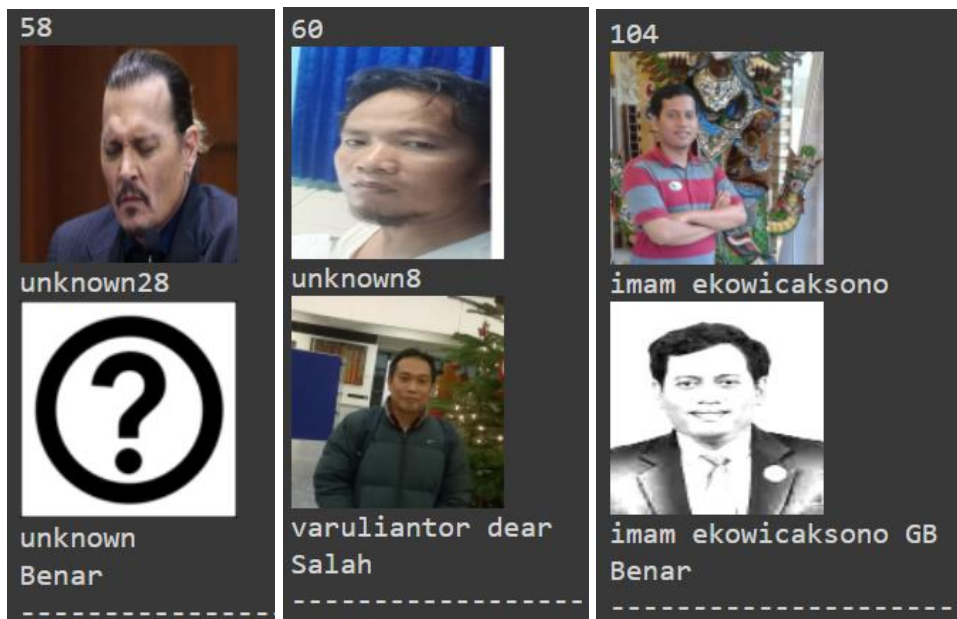 58
unknown28
?
unknown
Benar
----------------
60
unknown8
varuliantor dear
Salah
------------------
104
imam ekowicaksono
imam ekowicaksono GB
Benar
---------------------